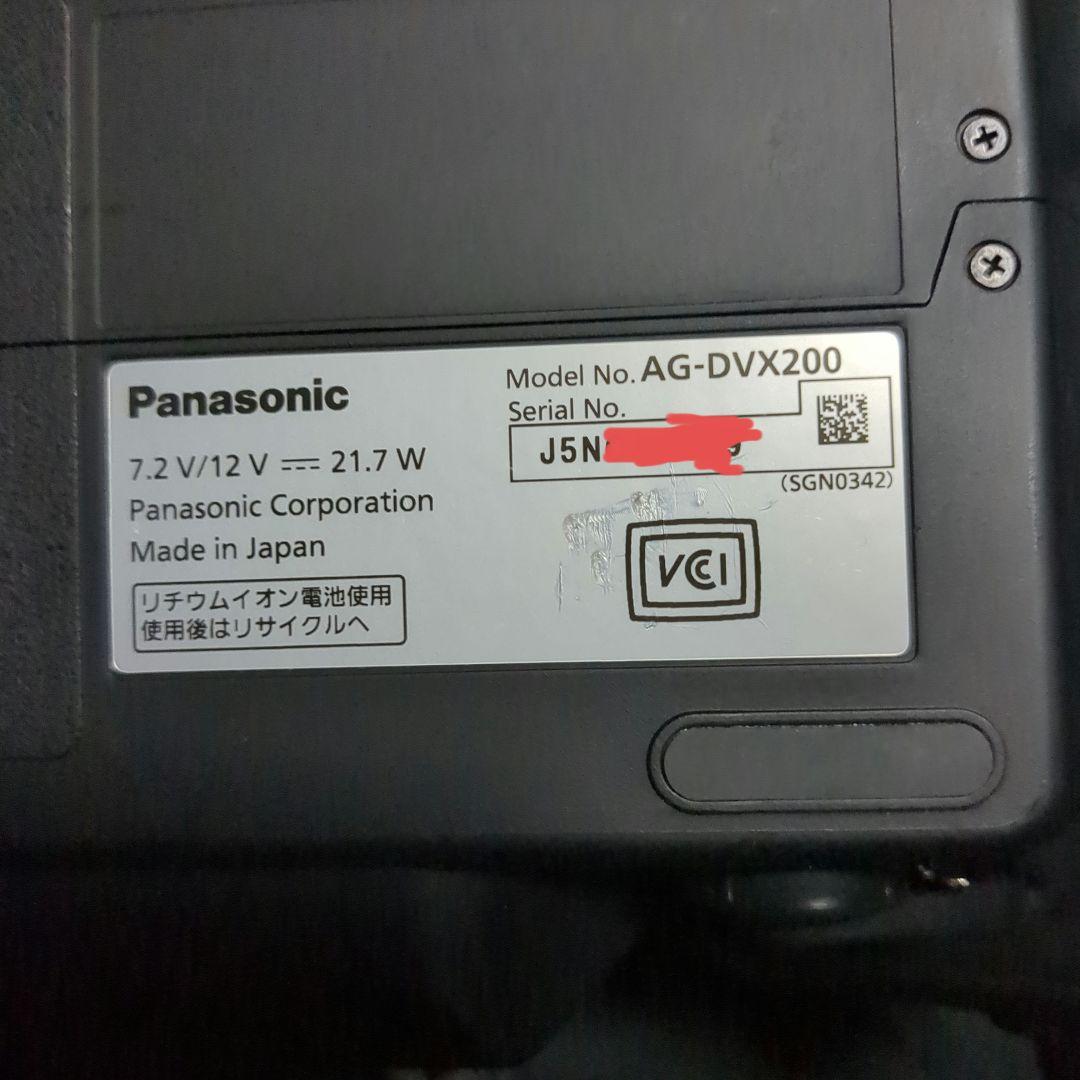 Panasonic
7.2 V/12 V ⎓ 21.7 W
Panasonic Corporation
Made in Japan
リチウムイオン電池使用
使用後はリサイクルへ
Model No. AG-DVX200
Serial No.
J5N
9
(SGN0342)
VCCI